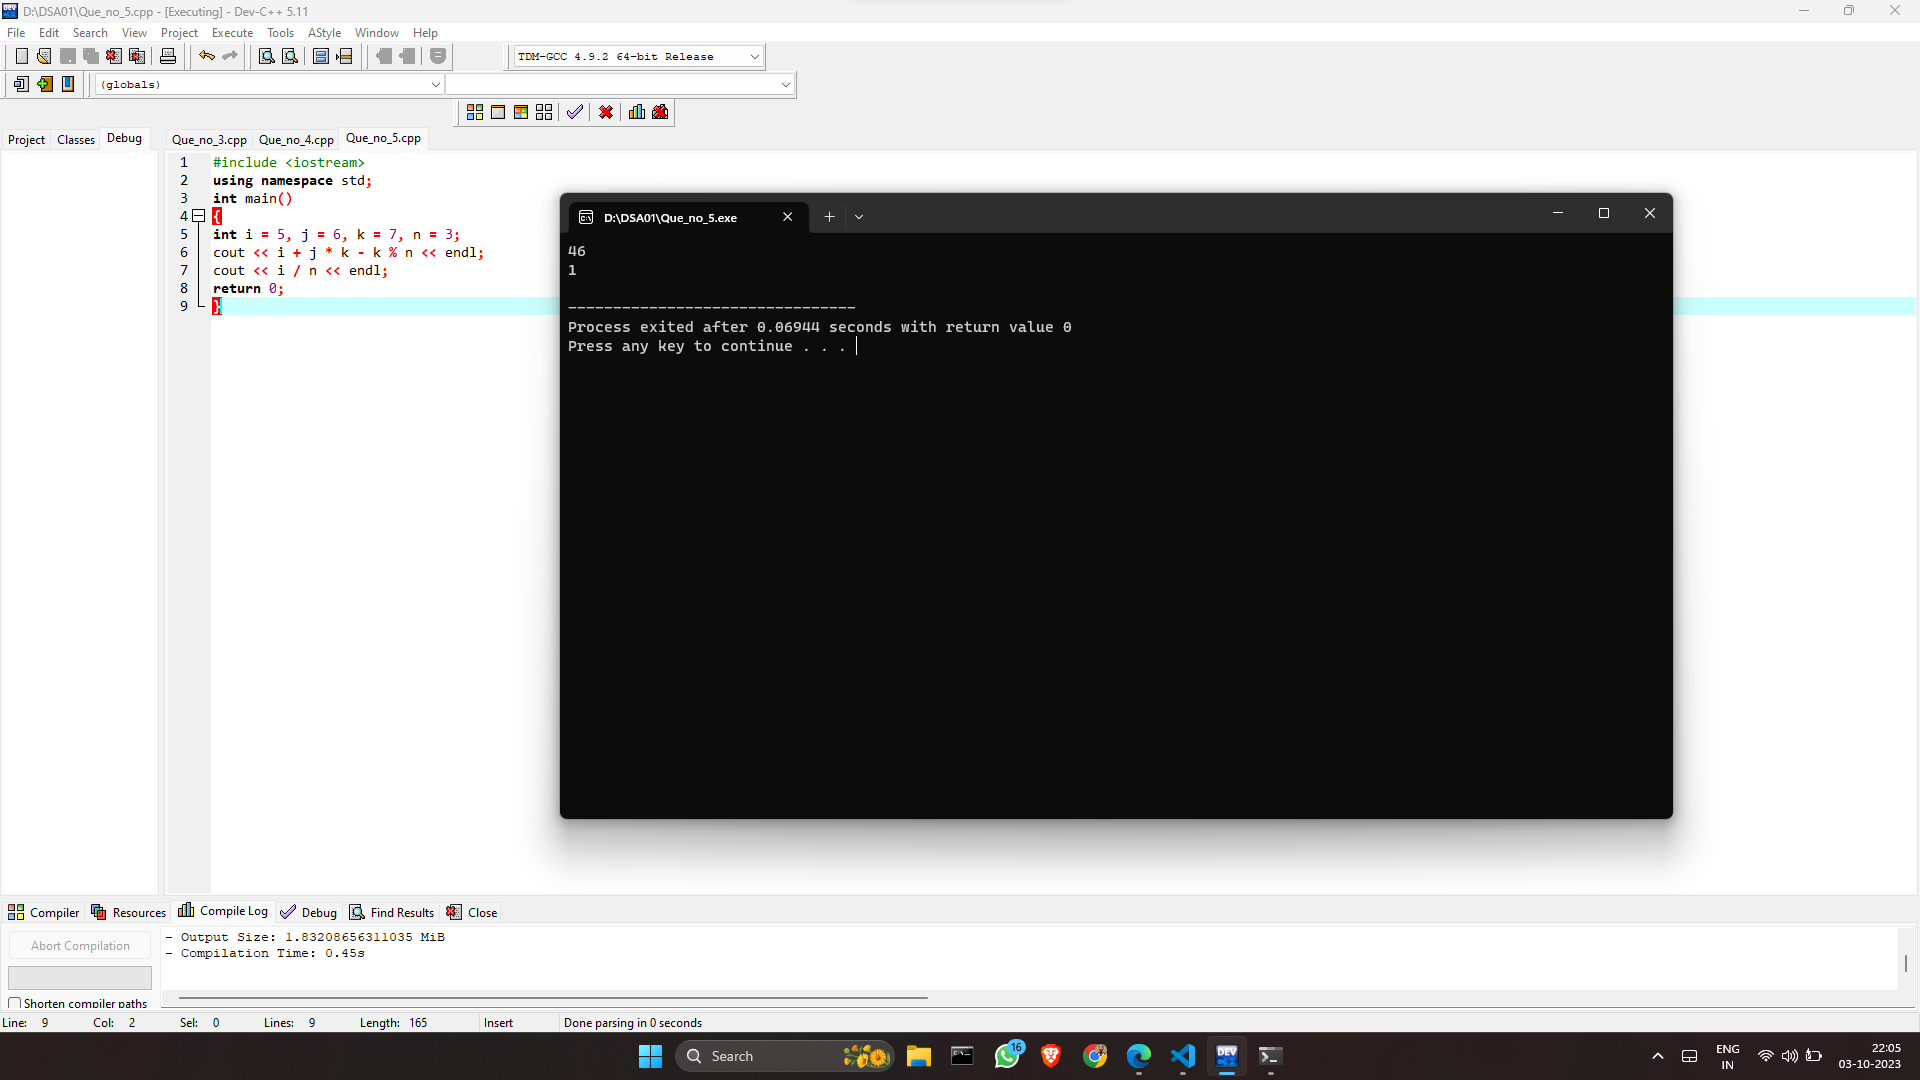 D:\DSA01\Que_no_5.cpp - [Executing] - Dev-C++ 5.11
File Edit Search View Project Execute Tools AStyle Window Help
TDM-GCC 4.9.2 64-bit Release
(globals)
Project Classes Debug
Que_no_3.cpp Que_no_4.cpp Que_no_5.cpp
1 #include <iostream>
2 using namespace std;
3 int main()
4 {
5 int i = 5, j = 6, k = 7, n = 3;
6 cout << i + j * k - k % n << endl;
7 cout << i / n << endl;
8 return 0;
9 }
D:\DSA01\Que_no_5.exe
46
1
--------------------------------
Process exited after 0.06944 seconds with return value 0
Press any key to continue . . .
Compiler Resources Compile Log Debug Find Results Close
Abort Compilation
Shorten compiler paths
- Output Size: 1.83208656311035 MiB
- Compilation Time: 0.45s
Line: 9 Col: 2 Sel: 0 Lines: 9 Length: 165 Insert Done parsing in 0 seconds
Search
16
DEV
ENG
IN
22:05
03-10-2023